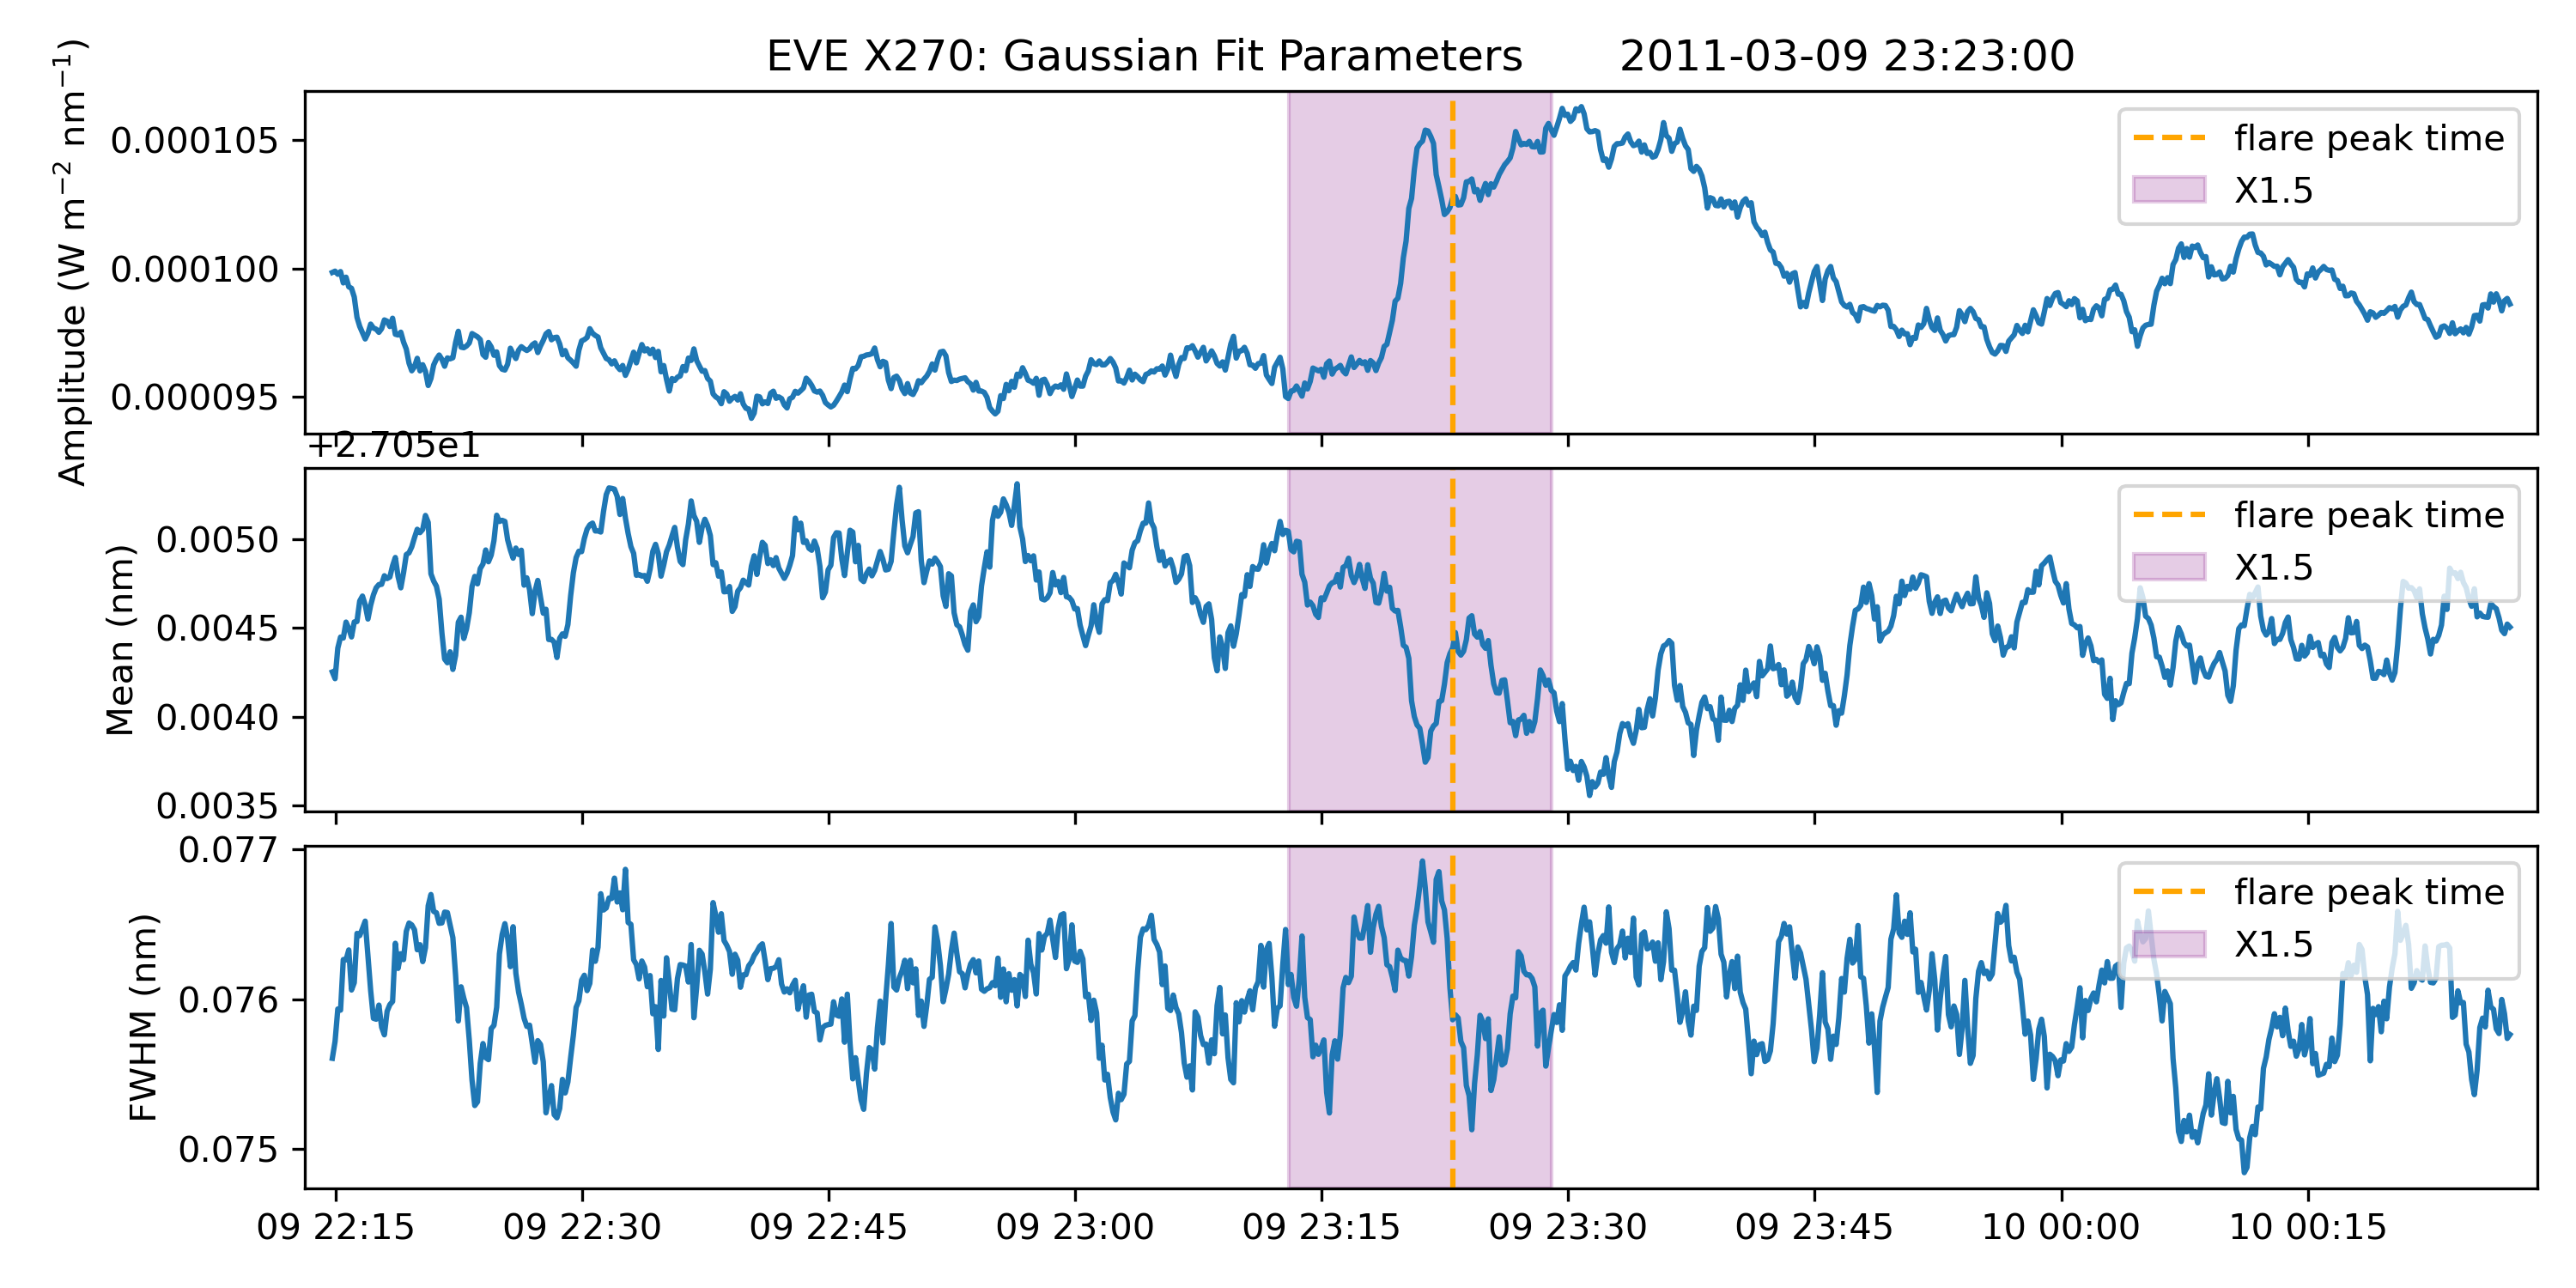 EVE X270: Gaussian Fit Parameters 2011-03-09 23:23:00
Amplitude (W m⁻² nm⁻¹)
0.000105
0.000100
0.000095
flare peak time
X1.5
+2.705e1
Mean (nm)
0.0050
0.0045
0.0040
0.0035
flare peak time
X1.5
FWHM (nm)
0.077
0.076
0.075
flare peak time
X1.5
09 22:15 09 22:30 09 22:45 09 23:00 09 23:15 09 23:30 09 23:45 10 00:00 10 00:15